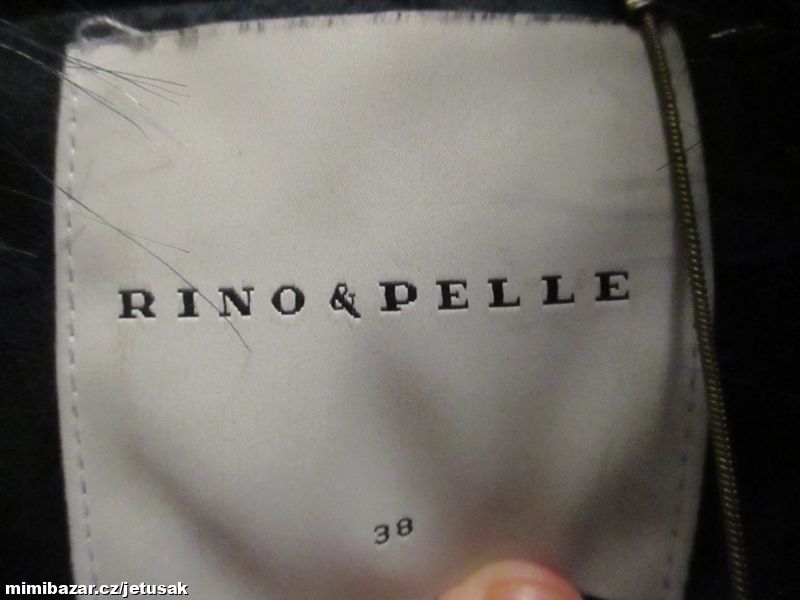 RINO & PELLE
38
mimibazar.cz/jetusak